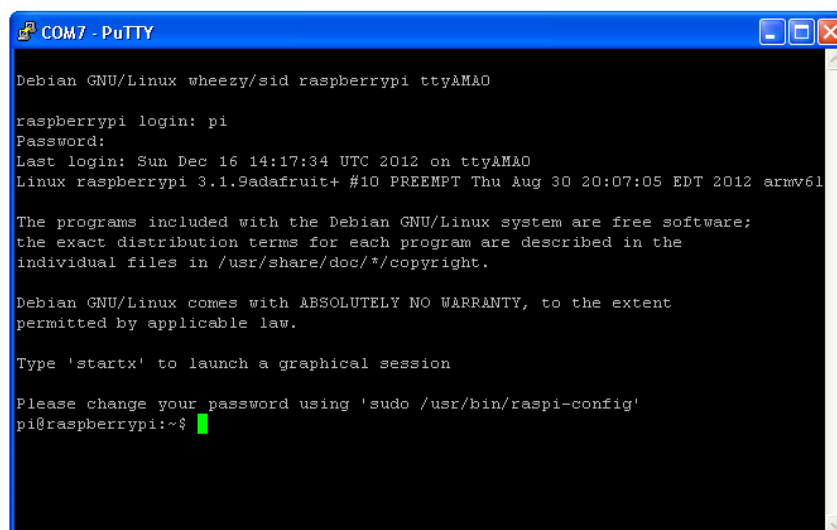 COM7 - PuTTY
Debian GNU/Linux wheezy/sid raspberrypi ttyAMA0
raspberrypi login: pi
Password:
Last login: Sun Dec 16 14:17:34 UTC 2012 on ttyAMA0
Linux raspberrypi 3.1.9adafruit+ #10 PREEMPT Thu Aug 30 20:07:05 EDT 2012 armv6l
The programs included with the Debian GNU/Linux system are free software;
the exact distribution terms for each program are described in the
individual files in /usr/share/doc/*/copyright.
Debian GNU/Linux comes with ABSOLUTELY NO WARRANTY, to the extent
permitted by applicable law.
Type 'startx' to launch a graphical session
Please change your password using 'sudo /usr/bin/raspi-config'
pi@raspberrypi:~$